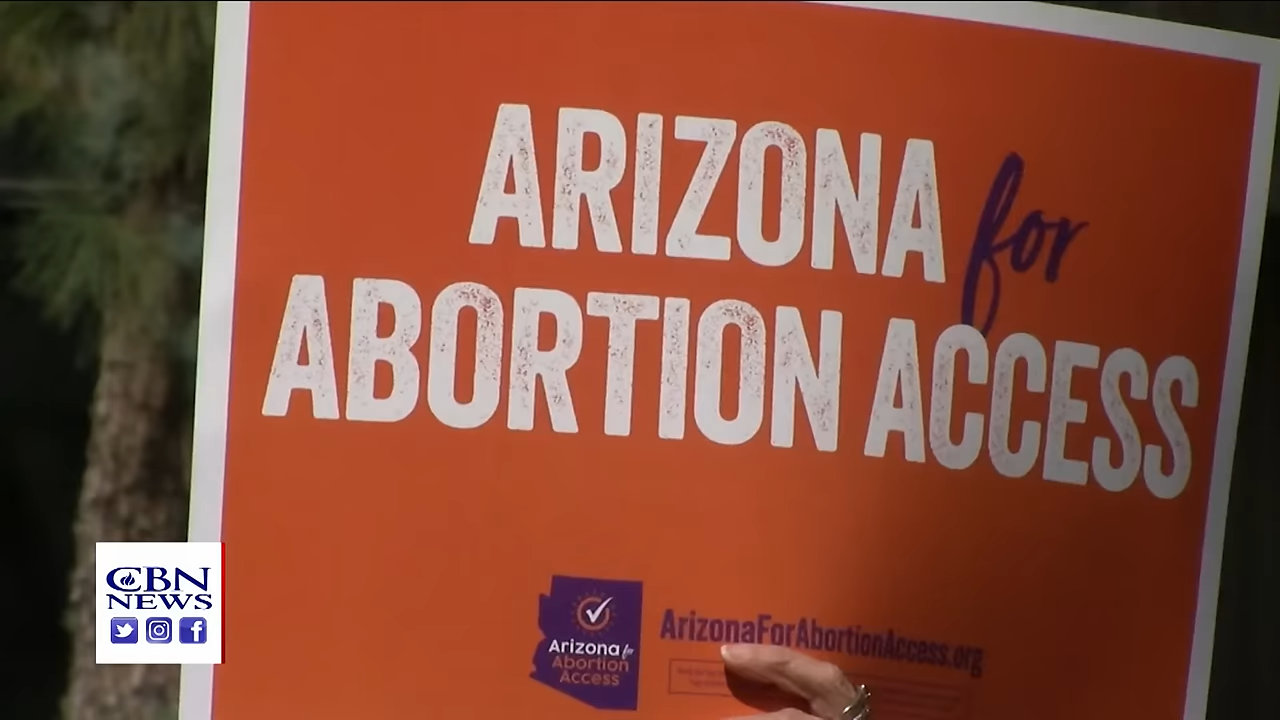 ARIZONA for
ABORTION ACCESS
Arizona for
Abortion
Access
ArizonaForAbortionAccess.org
CBN
NEWS